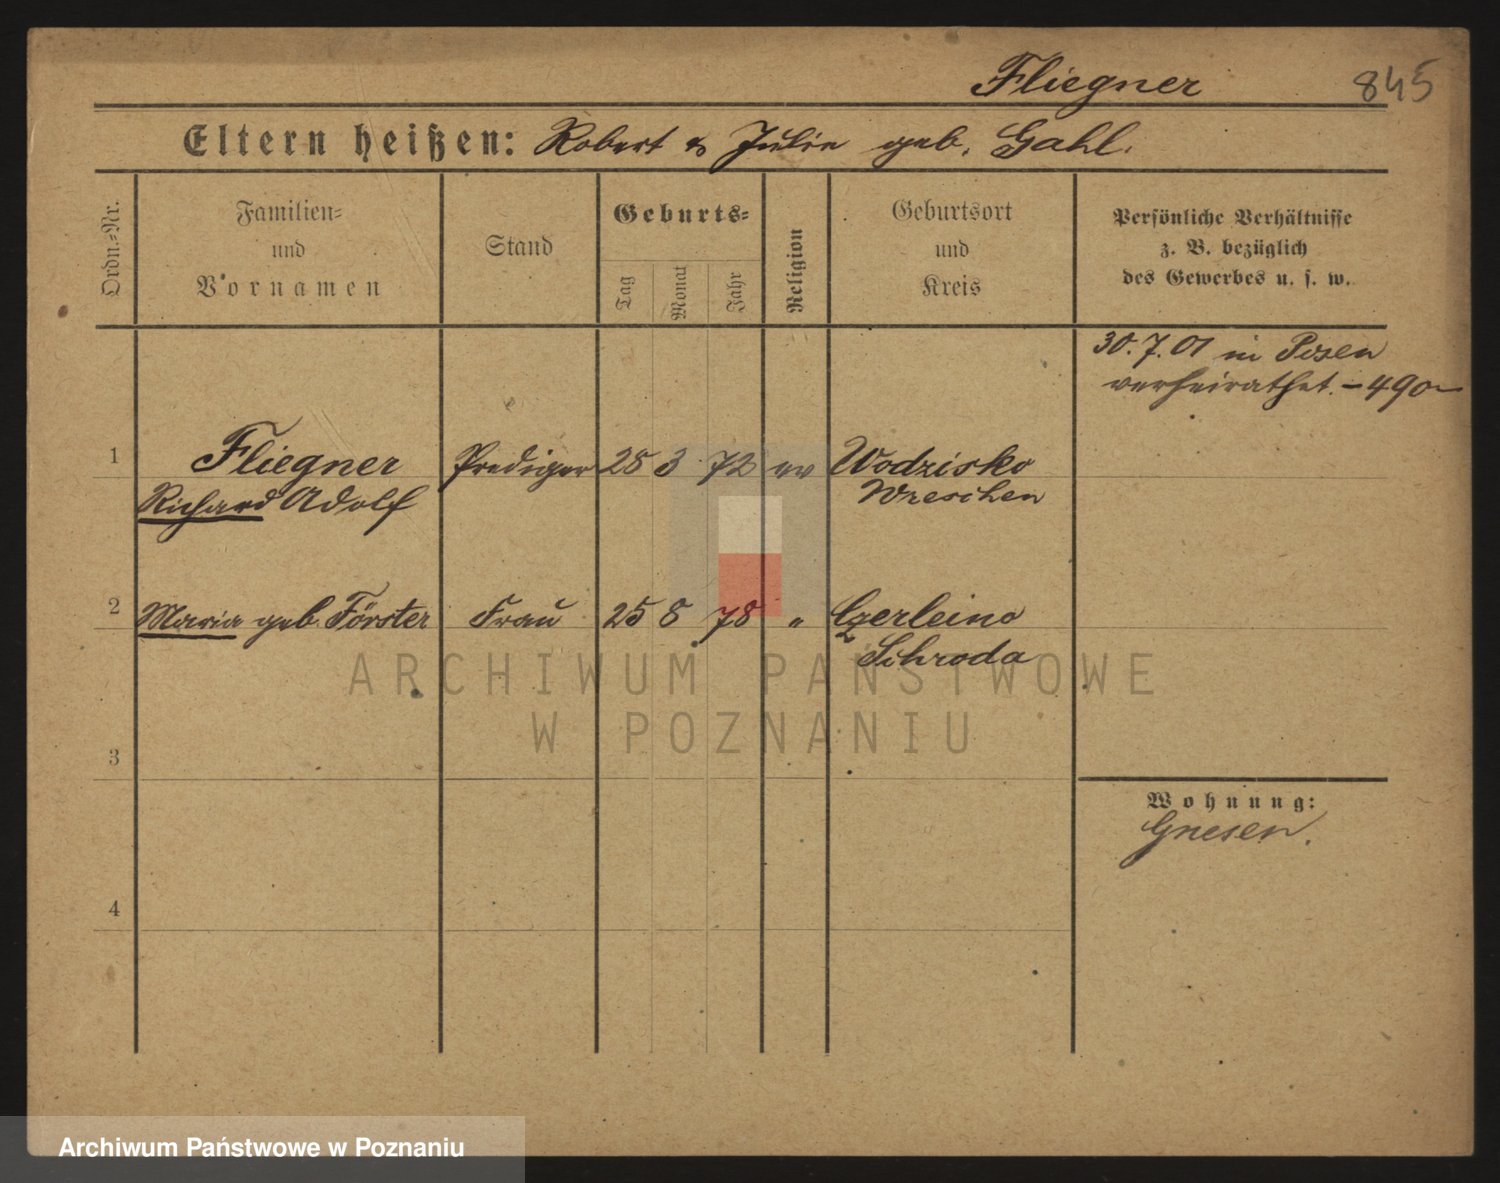 Fliegner 845
Eltern heißen: Robert & Julie geb. Gahl.
Ordn.=Nr.
Familien=
und
Vornamen
Stand
Geburts=
Tag
Monat
Jahr
Religion
Geburtsort
und
Kreis
Persönliche Verhältnisse
z. B. bezüglich
des Gewerbes u. s. w.
30.7.01 in Posen
verheirathet. – 490 –
1 Fliegner Prediger 28 3 72 ev Wodzisko
Richard Adolf Wreschen
2 Maria geb. Förster Frau 25 8 78 " Czerleino
Schroda
3
Wohnung:
Gnesen.
4
ARCHIWUM PAŃSTWOWE
W POZNANIU
Archiwum Państwowe w Poznaniu